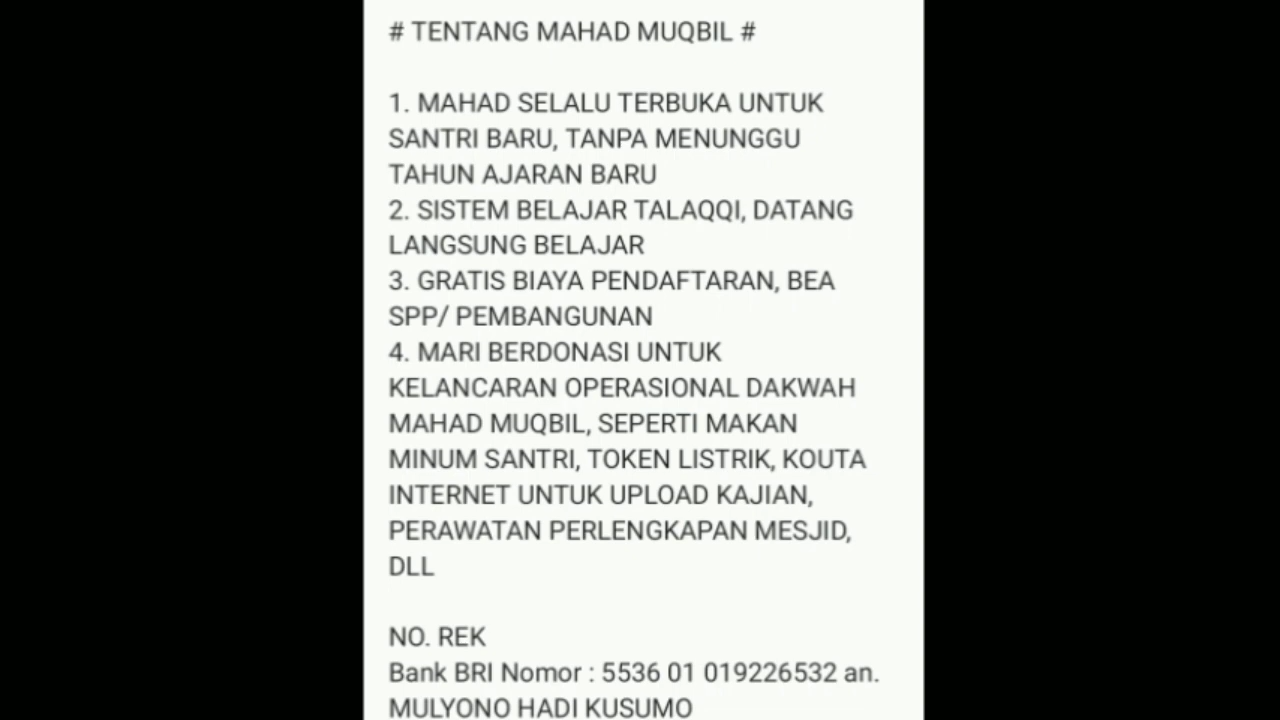 # TENTANG MAHAD MUQBIL #
1. MAHAD SELALU TERBUKA UNTUK
SANTRI BARU, TANPA MENUNGGU
TAHUN AJARAN BARU
2. SISTEM BELAJAR TALAQQI, DATANG
LANGSUNG BELAJAR
3. GRATIS BIAYA PENDAFTARAN, BEA
SPP/ PEMBANGUNAN
4. MARI BERDONASI UNTUK
KELANCARAN OPERASIONAL DAKWAH
MAHAD MUQBIL, SEPERTI MAKAN
MINUM SANTRI, TOKEN LISTRIK, KOUTA
INTERNET UNTUK UPLOAD KAJIAN,
PERAWATAN PERLENGKAPAN MESJID,
DLL
NO. REK
Bank BRI Nomor : 5536 01 019226532 an.
MULYONO HADI KUSUMO